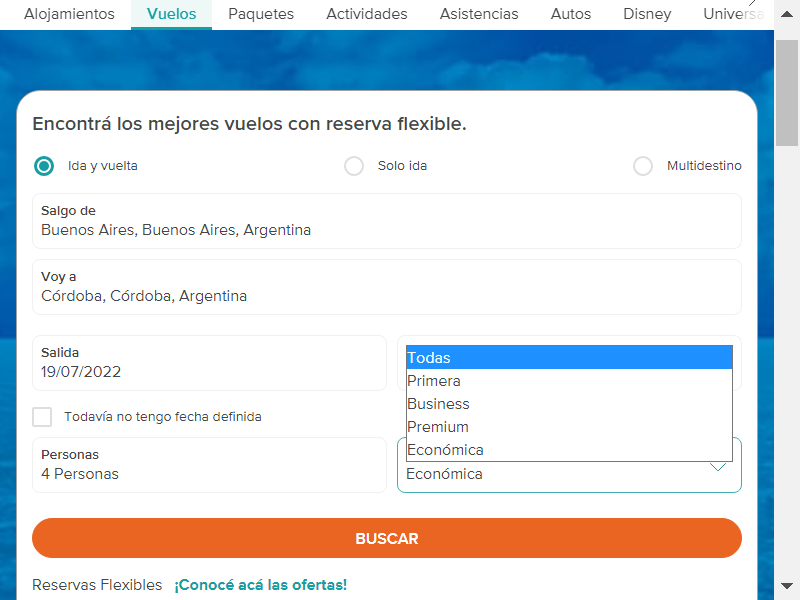 Alojamientos Vuelos Paquetes Actividades Asistencias Autos Disney Universa
Encontrá los mejores vuelos con reserva flexible.
Ida y vuelta Solo ida Multidestino
Salgo de
Buenos Aires, Buenos Aires, Argentina
Voy a
Córdoba, Córdoba, Argentina
Salida
19/07/2022
Todas
Primera
Business
Premium
Económica
Todavía no tengo fecha definida
Personas
4 Personas
Económica
BUSCAR
Reservas Flexibles ¡Conocé acá las ofertas!